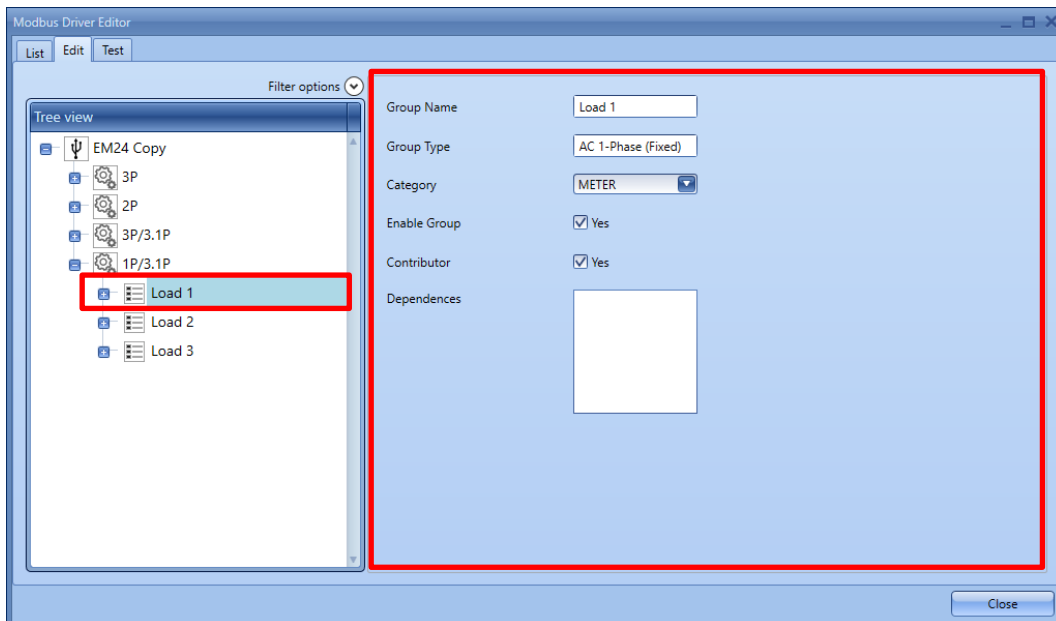 Modbus Driver Editor
List Edit Test
Filter options
Tree view
EM24 Copy
3P
2P
3P/3.1P
1P/3.1P
Load 1
Load 2
Load 3
Group Name Load 1
Group Type AC 1-Phase (Fixed)
Category METER
Enable Group Yes
Contributor Yes
Dependences
Close